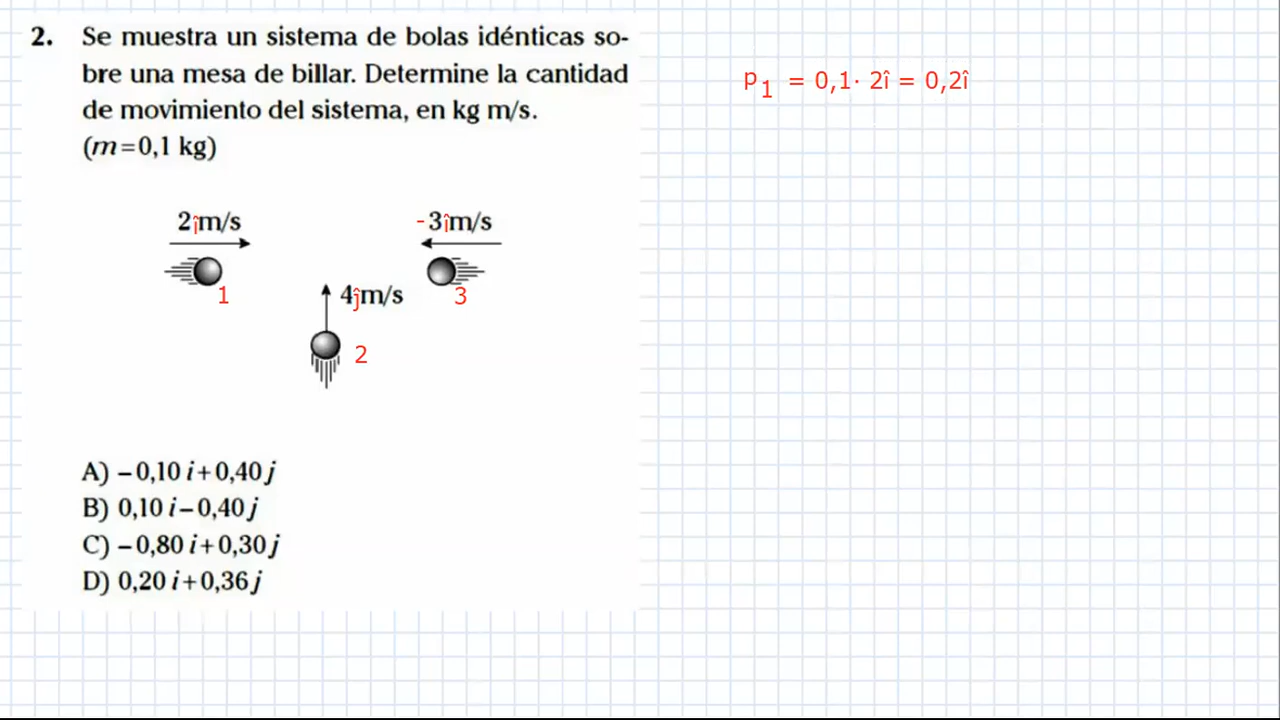 2. Se muestra un sistema de bolas idénticas so-
bre una mesa de billar. Determine la cantidad
de movimiento del sistema, en kg m/s.
(m=0,1 kg)
2îm/s
-3îm/s
1
4ĵm/s
3
2
A) –0,10 i+0,40 j
B) 0,10 i–0,40 j
C) –0,80 i+0,30 j
D) 0,20 i+0,36 j
p1 = 0,1· 2î = 0,2î